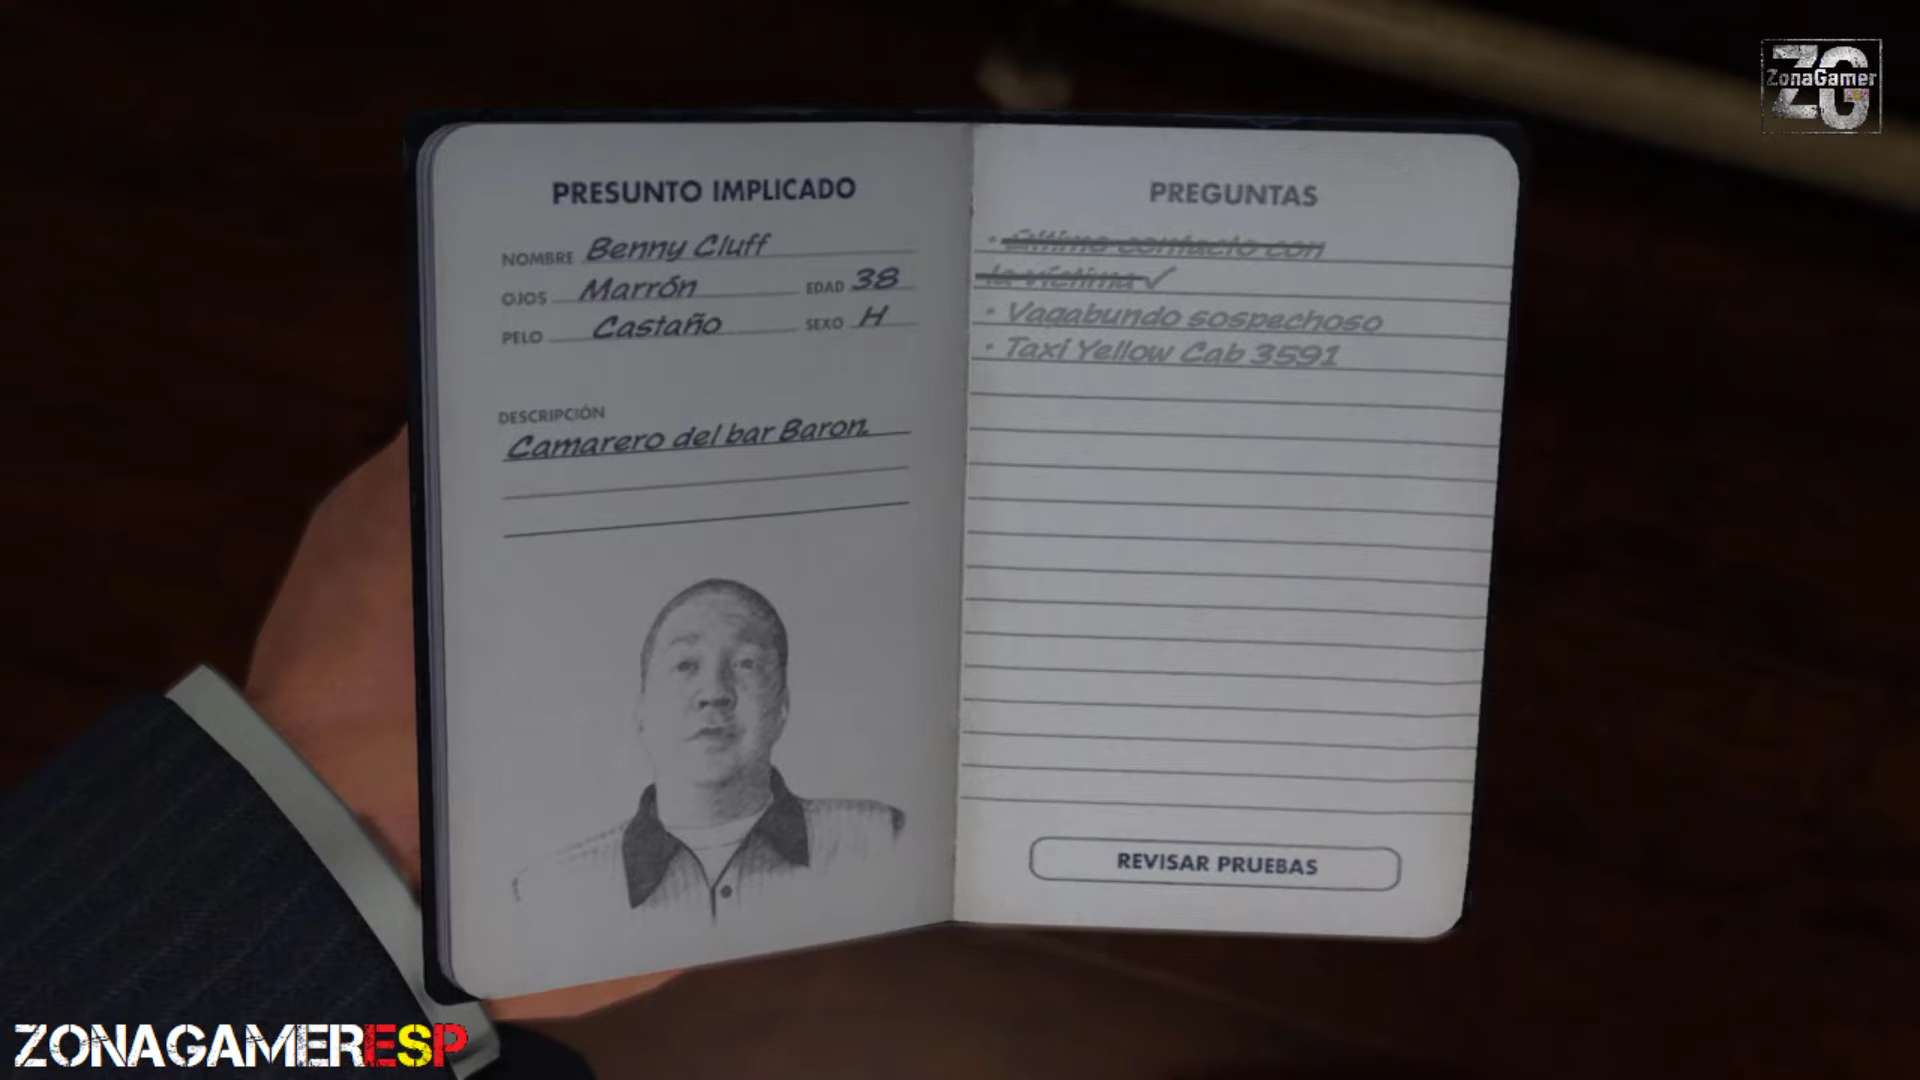 ZG
ZonaGamer
PRESUNTO IMPLICADO
NOMBRE Benny Cluff
OJOS Marrón EDAD 38
PELO Castaño SEXO H
DESCRIPCIÓN
Camarero del bar Baron.
PREGUNTAS
• Último contacto con
la víctima ✓
• Vagabundo sospechoso
• Taxi Yellow Cab 3591
REVISAR PRUEBAS
ZONAGAMERESP